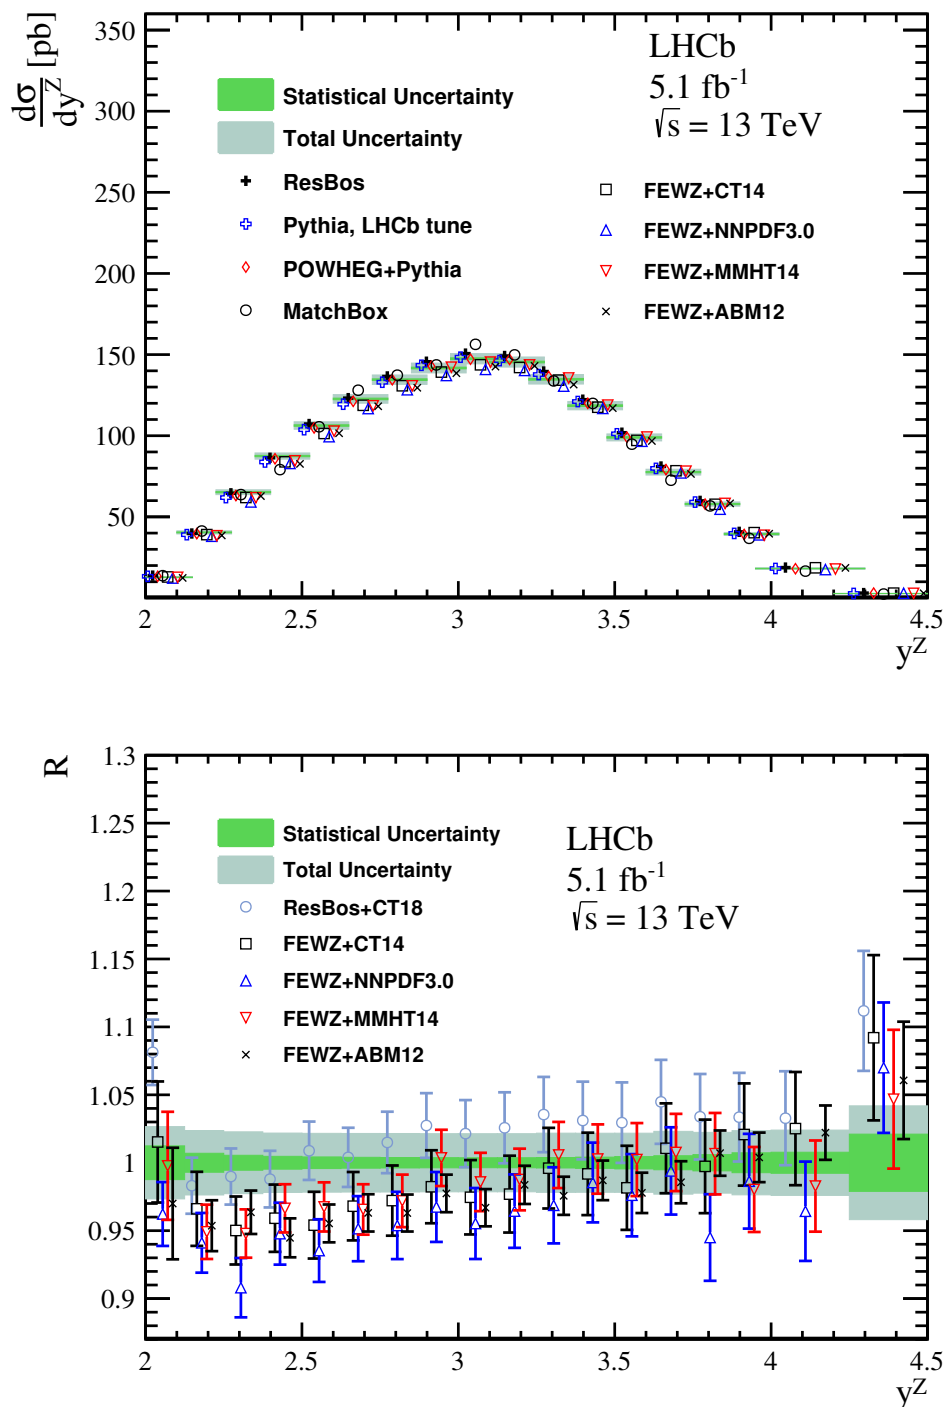 dσ
dyᶻ [pb]
350
300
250
200
150
100
50
LHCb
5.1 fb⁻¹
√s = 13 TeV
Statistical Uncertainty
Total Uncertainty
ResBos
Pythia, LHCb tune
POWHEG+Pythia
MatchBox
FEWZ+CT14
FEWZ+NNPDF3.0
FEWZ+MMHT14
FEWZ+ABM12
2 2.5 3 3.5 4 4.5
yᶻ
R
1.3
1.25
1.2
1.15
1.1
1.05
1
0.95
0.9
Statistical Uncertainty
Total Uncertainty
ResBos+CT18
FEWZ+CT14
FEWZ+NNPDF3.0
FEWZ+MMHT14
FEWZ+ABM12
LHCb
5.1 fb⁻¹
√s = 13 TeV
2 2.5 3 3.5 4 4.5
yᶻ